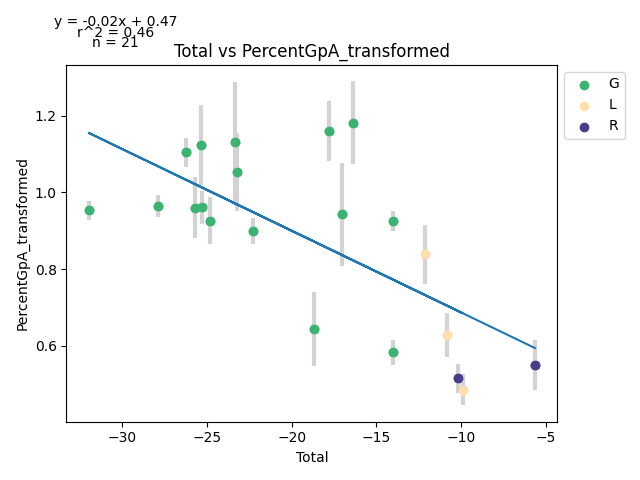 y = -0.02x + 0.47
r^2 = 0.46
n = 21
Total vs PercentGpA_transformed
G
L
R
1.2
1.0
0.8
0.6
PercentGpA_transformed
−30
−25
−20
−15
−10
−5
Total